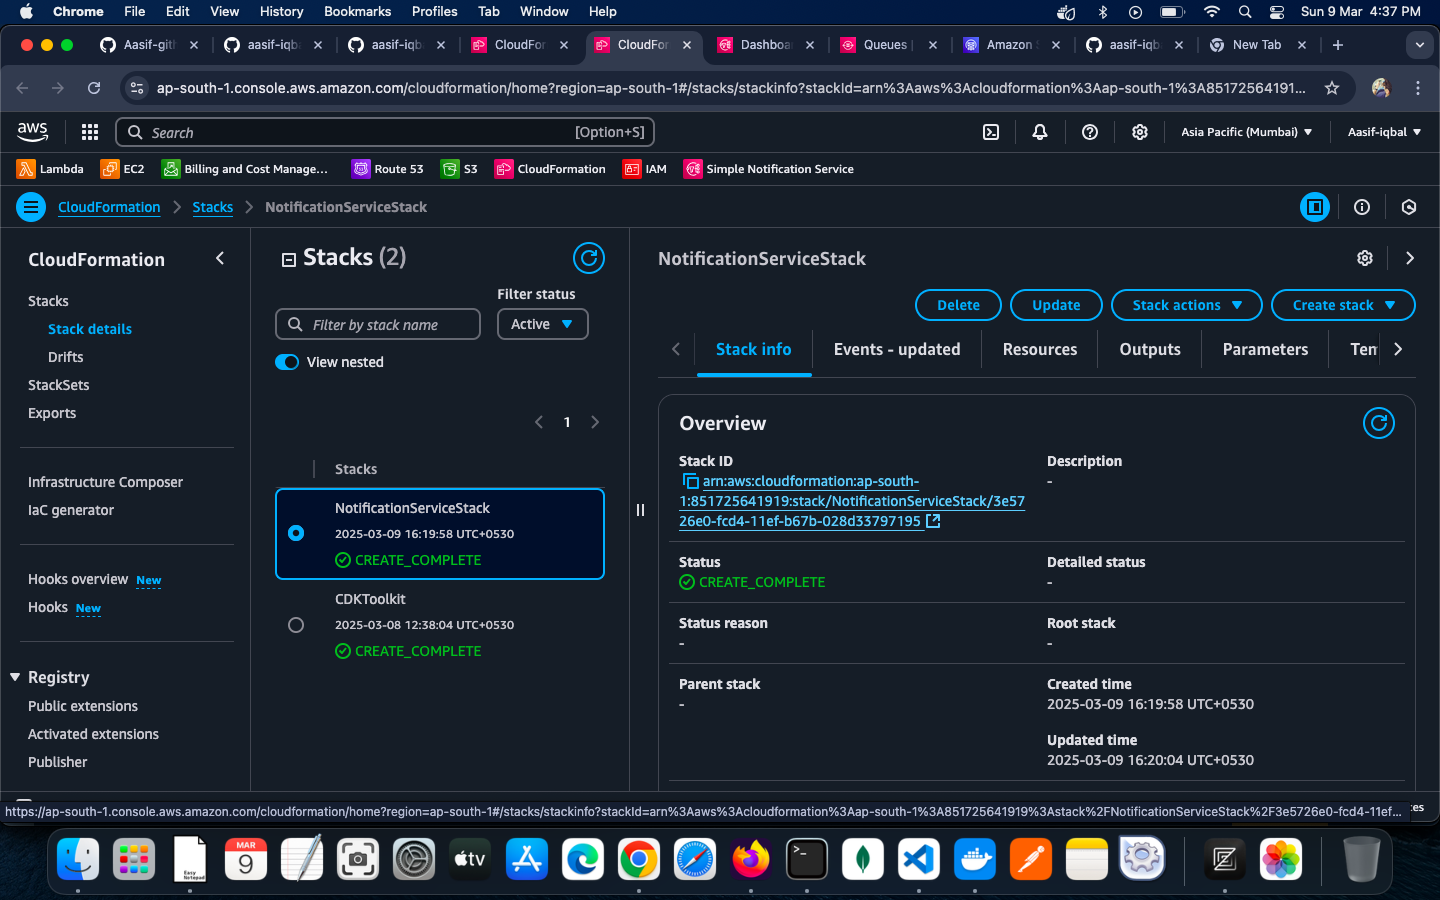 Chrome File Edit View History Bookmarks Profiles Tab Window Help Sun 9 Mar 4:37 PM
Aasif-gith aasif-iqba aasif-iqb CloudFor CloudFor Dashboa Queues | Amazon S aasif-iqb New Tab
ap-south-1.console.aws.amazon.com/cloudformation/home?region=ap-south-1#/stacks/stackinfo?stackId=arn%3Aaws%3Acloudformation%3Aap-south-1%3A8517256419​1...
aws Search [Option+S] Asia Pacific (Mumbai) Aasif-iqbal
Lambda EC2 Billing and Cost Manage... Route 53 S3 CloudFormation IAM Simple Notification Service
CloudFormation Stacks NotificationServiceStack
CloudFormation
Stacks
Stack details
Drifts
StackSets
Exports
Infrastructure Composer
IaC generator
Hooks overview New
Hooks New
Registry
Public extensions
Activated extensions
Publisher
Stacks (2)
Filter status
Filter by stack name
Active
View nested
1
Stacks
NotificationServiceStack
2025-03-09 16:19:58 UTC+0530
CREATE_COMPLETE
CDKToolkit
2025-03-08 12:38:04 UTC+0530
CREATE_COMPLETE
NotificationServiceStack
Delete Update Stack actions Create stack
Stack info Events - updated Resources Outputs Parameters Tem
Overview
Stack ID
arn:aws:cloudformation:ap-south-
1:851725641919:stack/NotificationServiceStack/3e57
26e0-fcd4-11ef-b67b-028d33797195
Description
-
Status
CREATE_COMPLETE
Detailed status
-
Status reason
-
Root stack
-
Parent stack
-
Created time
2025-03-09 16:19:58 UTC+0530
Updated time
2025-03-09 16:20:04 UTC+0530
https://ap-south-1.console.aws.amazon.com/cloudformation/home?region=ap-south-1#/stacks/stackinfo?stackId=arn%3Aaws%3Acloudformation%3Aap-south-1%3A851725641919%3Astack%2FNotificationServiceStack%2F3e5726e0-fcd4-11ef...
Easy
Notepad
MAR
9
tv